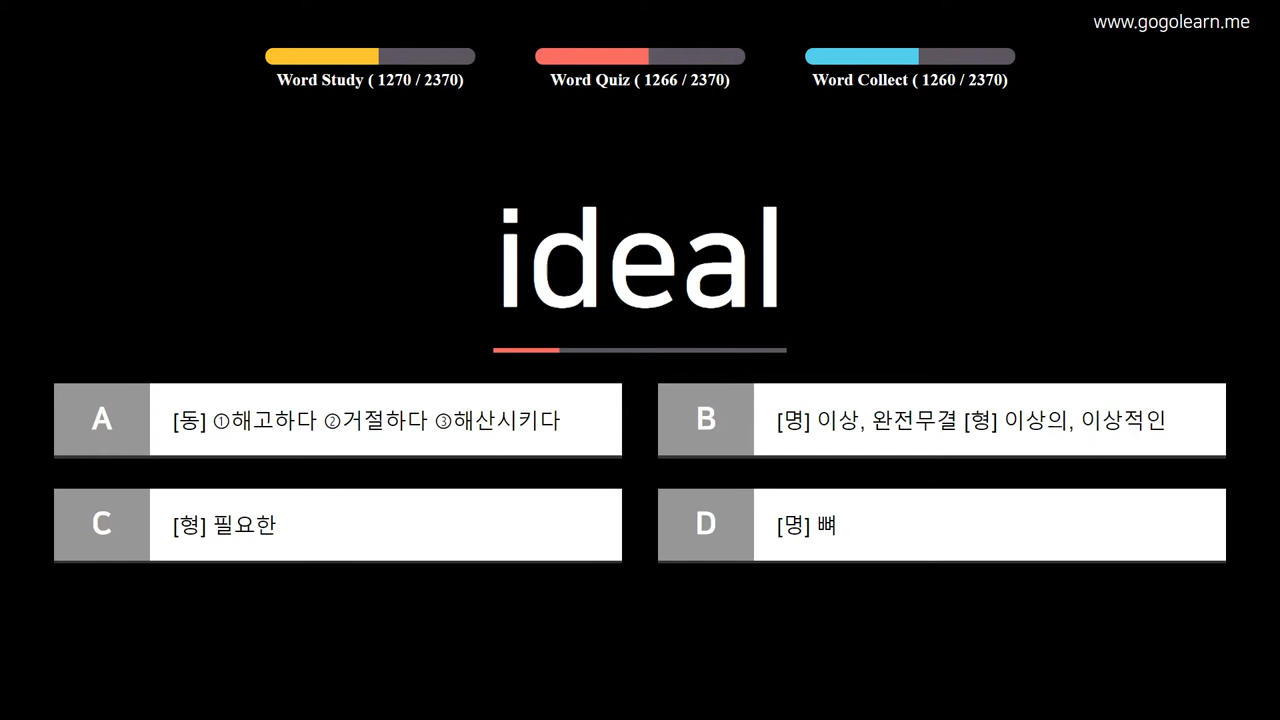 www.gogolearn.me
Word Study ( 1270 / 2370)
Word Quiz ( 1266 / 2370)
Word Collect ( 1260 / 2370)
ideal
A
[동] ①해고하다 ②거절하다 ③해산시키다
B
[명] 이상, 완전무결 [형] 이상의, 이상적인
C
[형] 필요한
D
[명] 뼈